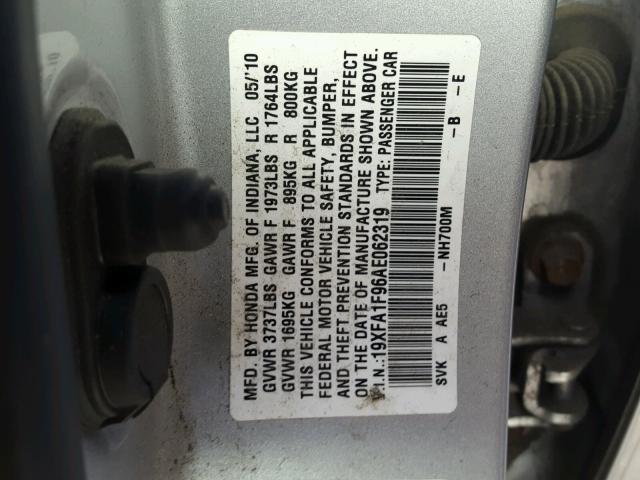 MFD. BY HONDA MFG. OF INDIANA, LLC 05/'10
GVWR 3737LBS GAWR F 1973LBS R 1764LBS
GVWR 1695KG GAWR F 895KG R 800KG
THIS VEHICLE CONFORMS TO ALL APPLICABLE
FEDERAL MOTOR VEHICLE SAFETY, BUMPER,
AND THEFT PREVENTION STANDARDS IN EFFECT
ON THE DATE OF MANUFACTURE SHOWN ABOVE.
V.I.N.:19XFA1F96AE062319 TYPE: PASSENGER CAR
SVK A AE5 -NH700M -B -E